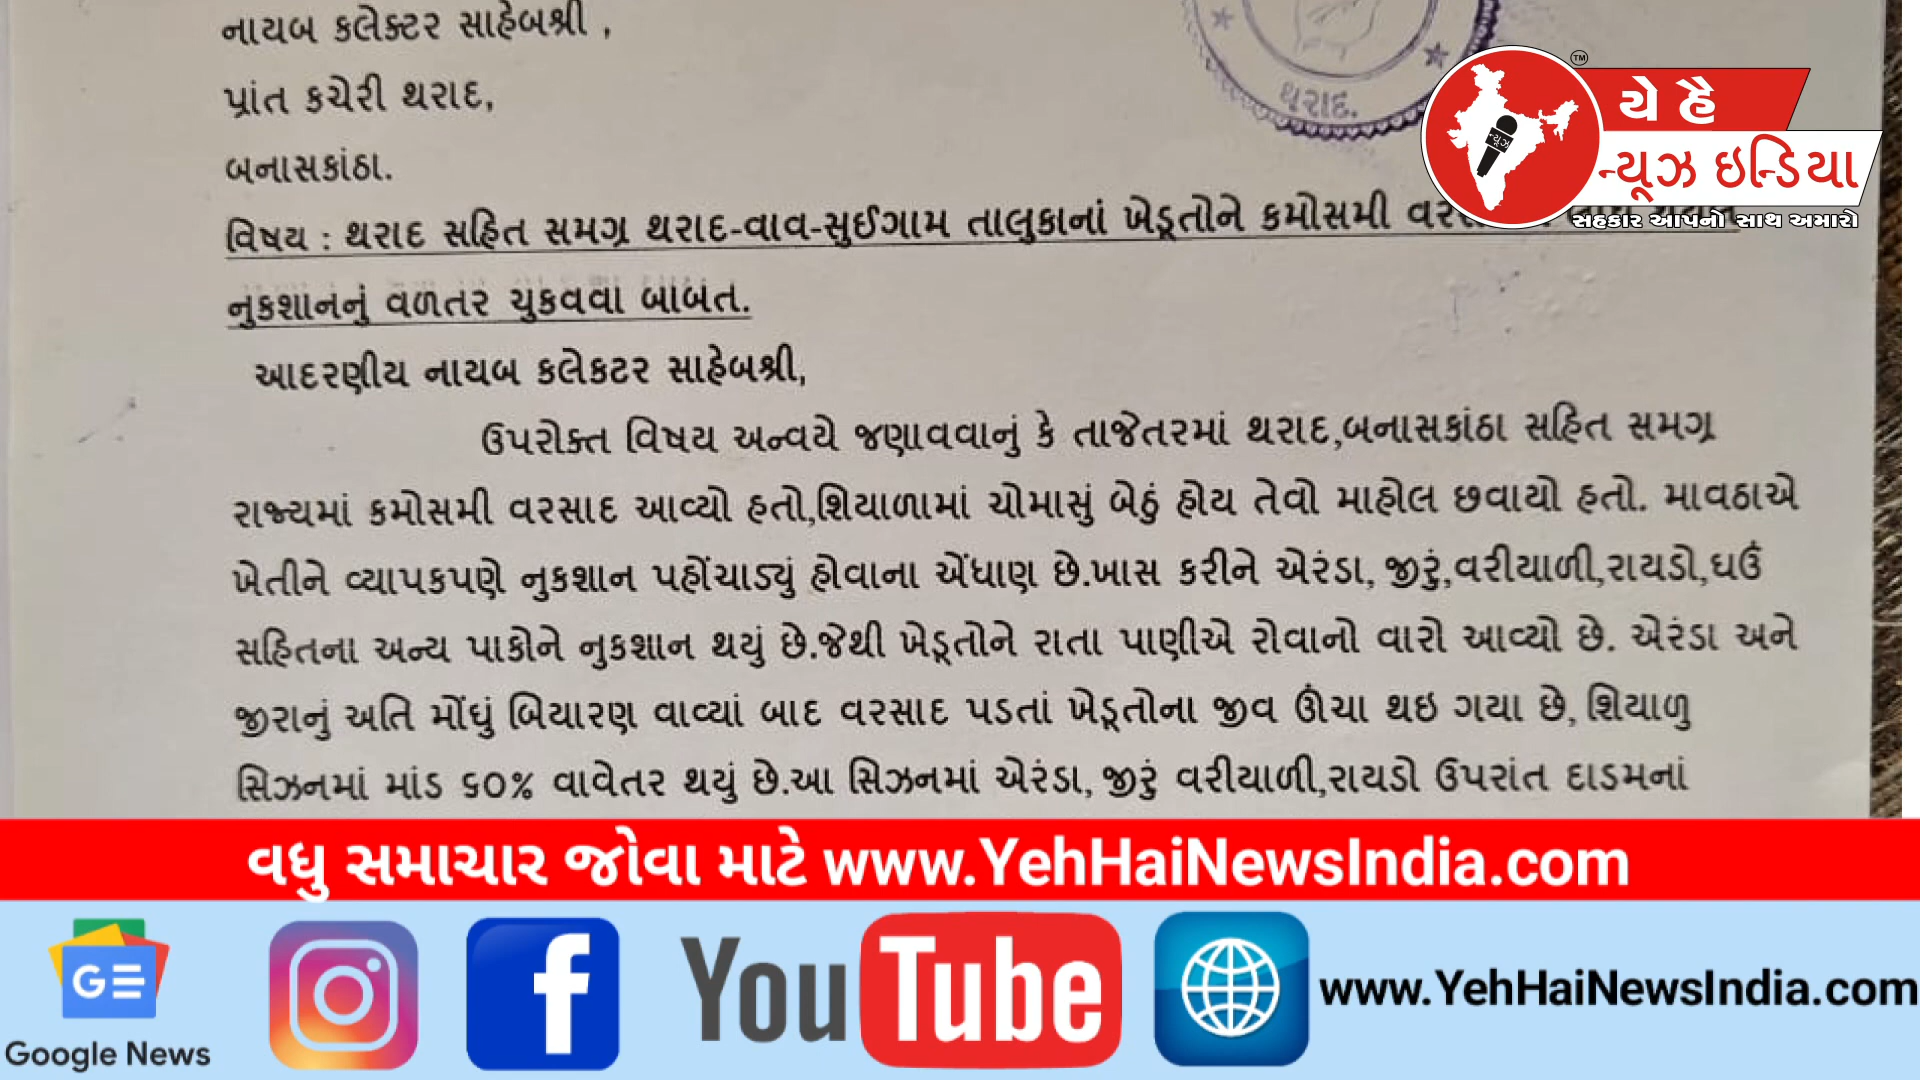 નાયબ કલેક્ટર સાહેબશ્રી ,
પ્રાંત કચેરી થરાદ,
બનાસકાંઠા.
થરાદ.
TM
યે હૈ
ન્યૂઝ
ન્યૂઝ ઇન્ડિયા
સહકાર આપનો સાથ અમારો
વિષય : થરાદ સહિત સમગ્ર થરાદ-વાવ-સુઈગામ તાલુકાનાં ખેડૂતોને કમોસમી
નુકશાનનું વળતર ચુકવવા બાબત.
આદરણીય નાયબ કલેકટર સાહેબશ્રી,
ઉપરોક્ત વિષય અન્વયે જણાવવાનું કે તાજેતરમાં થરાદ,બનાસકાંઠા સહિત સમગ્ર
રાજ્યમાં કમોસમી વરસાદ આવ્યો હતો,શિયાળામાં ચોમાસું બેઠું હોય તેવો માહોલ છવાયો હતો. માવઠાએ
ખેતીને વ્યાપકપણે નુકશાન પહોંચાડ્યું હોવાના એંધાણ છે.ખાસ કરીને એરંડા, જીરું,વરીયાળી,રાયડો,ઘઉં
સહિતના અન્ય પાકોને નુકશાન થયું છે.જેથી ખેડૂતોને રાતા પાણીએ રોવાનો વારો આવ્યો છે. એરંડા અને
જીરાનું અતિ મોંઘું બિયારણ વાવ્યાં બાદ વરસાદ પડતાં ખેડૂતોના જીવ ઊંચા થઇ ગયા છે, શિયાળુ
સિઝનમાં માંડ ૬૦% વાવેતર થયું છે.આ સિઝનમાં એરંડા, જીરું વરીયાળી,રાયડો ઉપરાંત દાડમનાં
વધુ સમાચાર જોવા માટે www.YehHaiNewsIndia.com
GE
Google News
f
YouTube
www.YehHaiNewsIndia.com